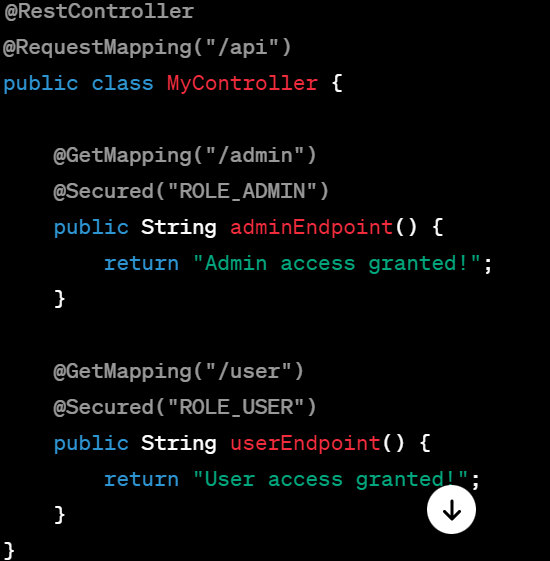 @RestController
@RequestMapping("/api")
public class MyController {
@GetMapping("/admin")
@Secured("ROLE_ADMIN")
public String adminEndpoint() {
return "Admin access granted!";
}
@GetMapping("/user")
@Secured("ROLE_USER")
public String userEndpoint() {
return "User access granted!";
}
}